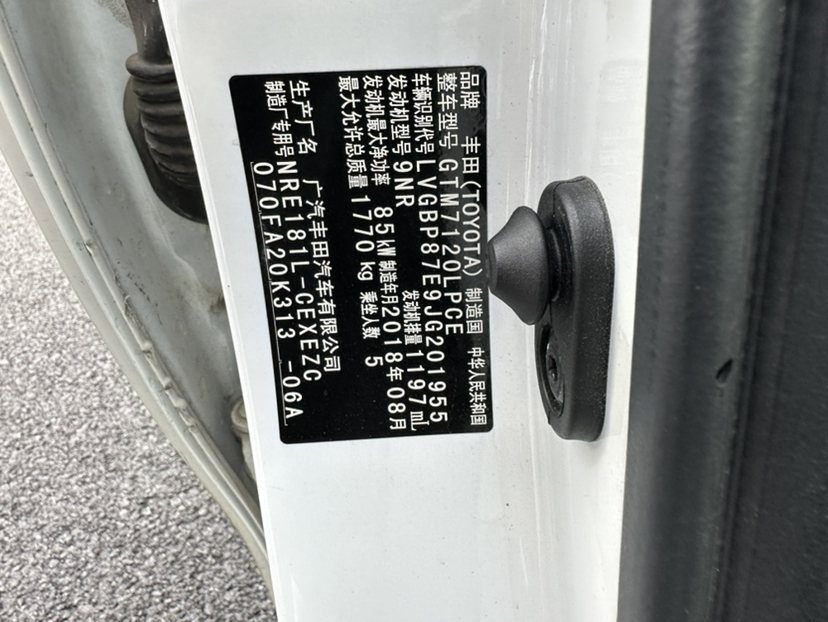 品牌 丰田(TOYOTA) 制造国 中华人民共和国
整车型号 GTM7120LPCE
车辆识别代号 LVGBP87E9JG201955
发动机型号 9NR 发动机排量 1197mL
发动机最大净功率 85kW 制造年月 2018年08月
最大允许总质量 1770kg 乘坐人数 5
生产厂名 广汽丰田汽车有限公司
制造厂专用号 NRE181L-CEXEZC
070FA20K313 -06A